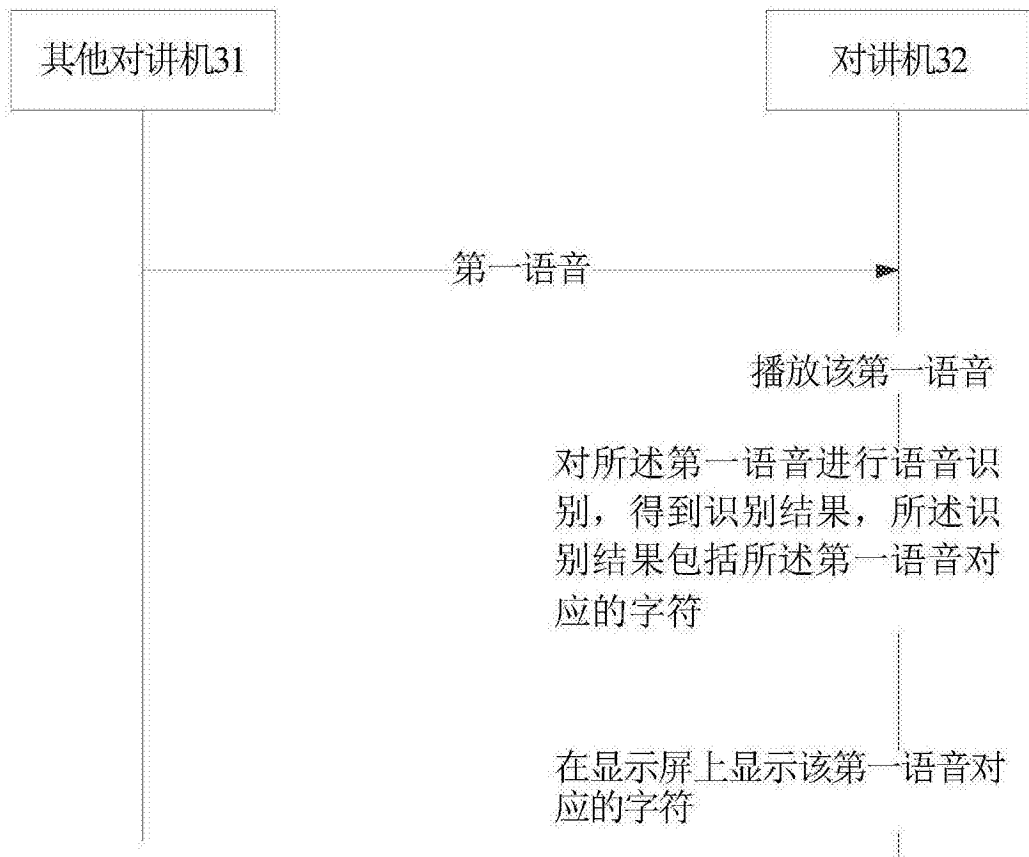 其他对讲机31
对讲机32
第一语音
播放该第一语音
对所述第一语音进行语音识
别，得到识别结果，所述识
别结果包括所述第一语音对
应的字符
在显示屏上显示该第一语音对
应的字符